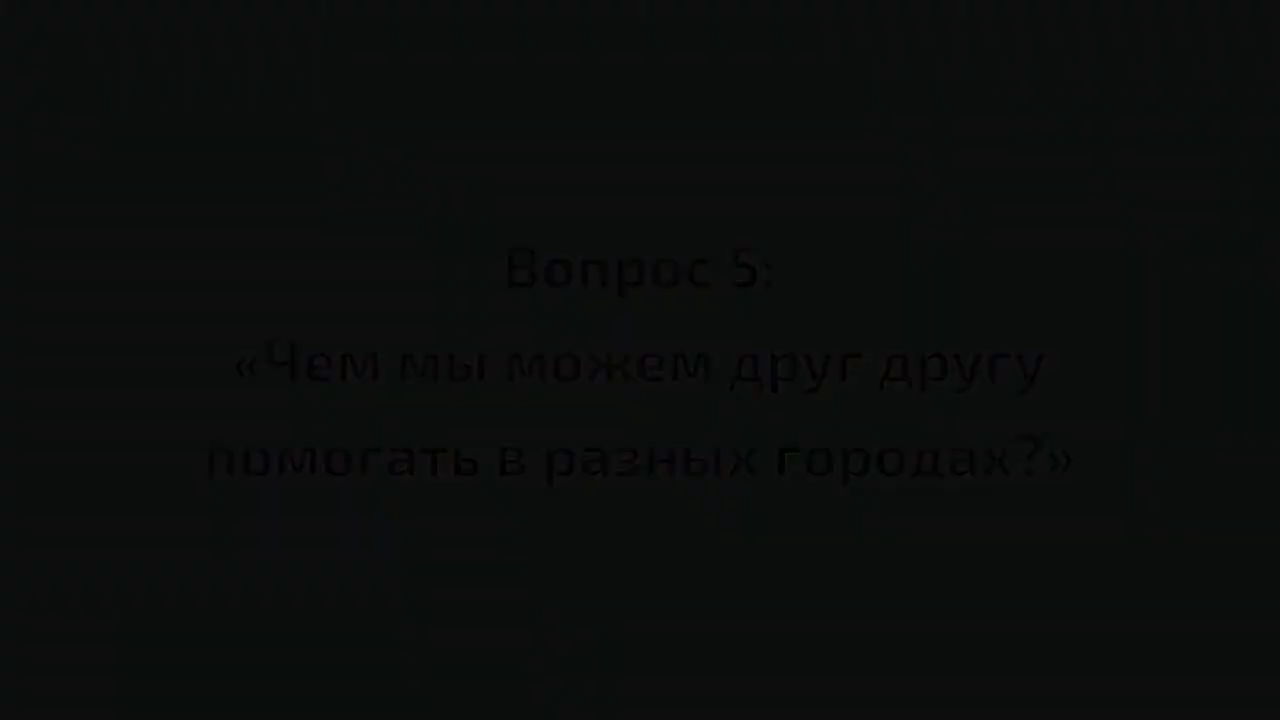 Вопрос 5:
«Чем мы можем друг другу
помогать в разных городах?»